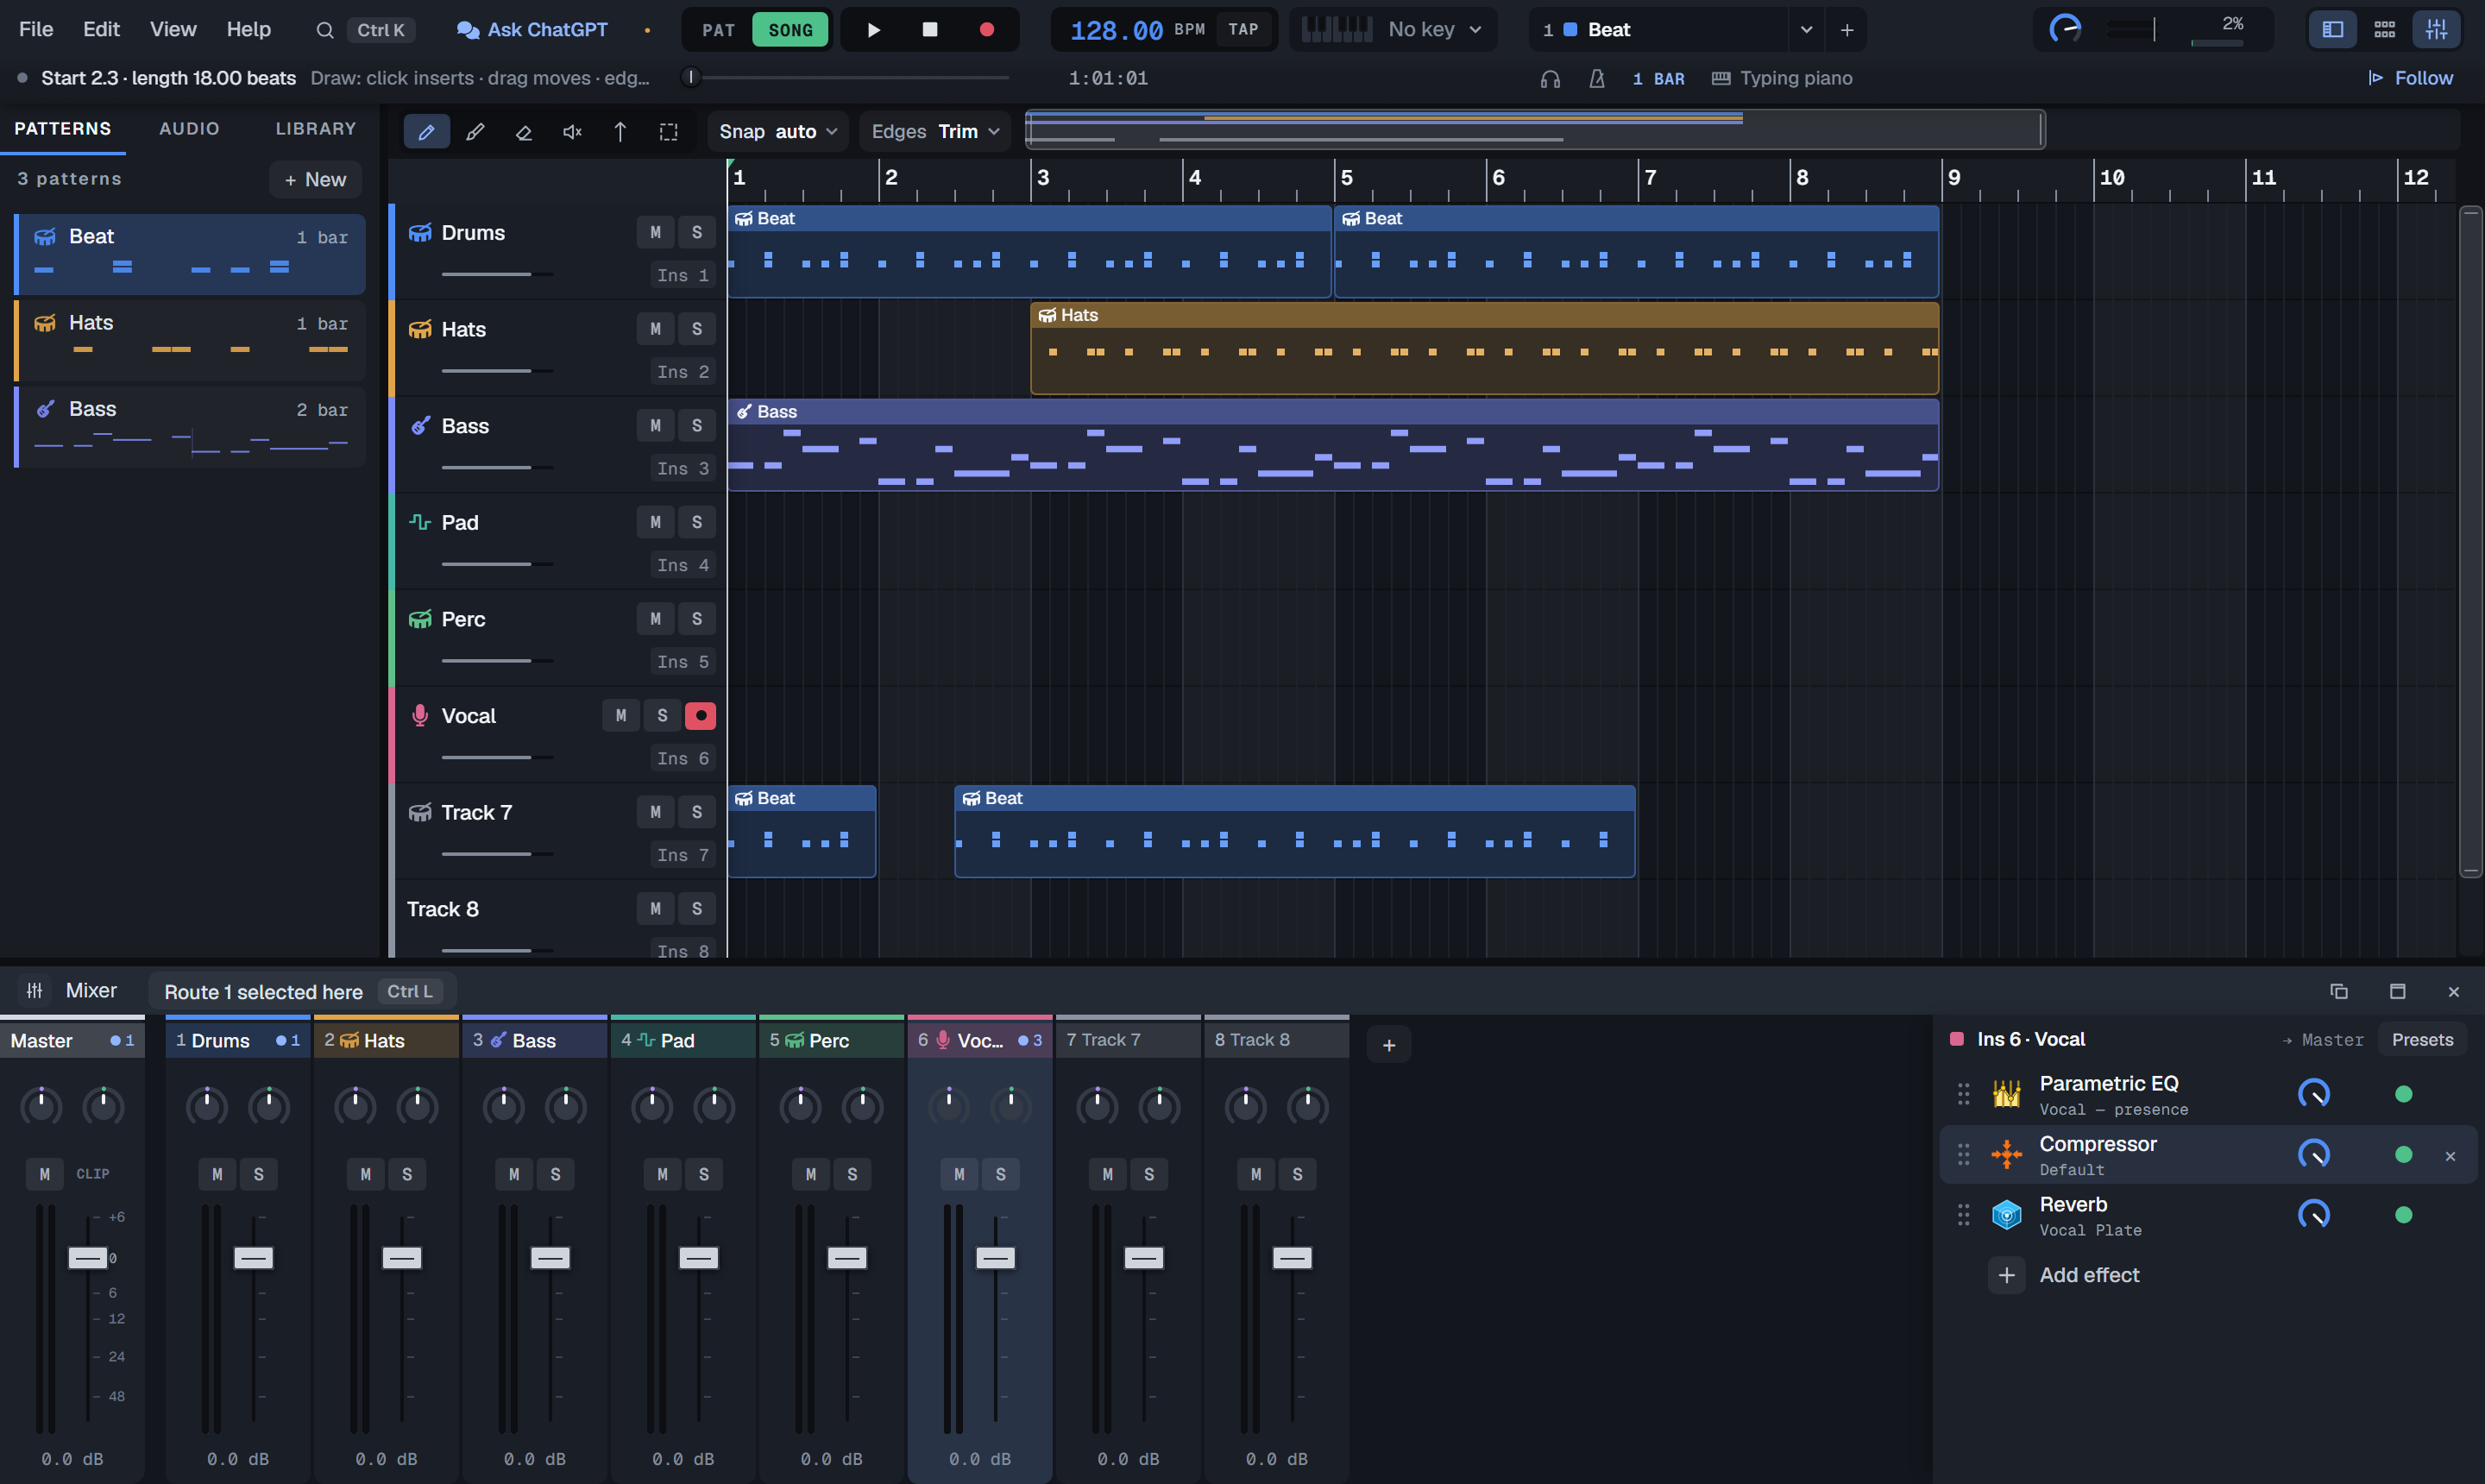 File Edit View Help Ctrl K Ask ChatGPT PAT SONG 128.00 BPM TAP No key 1 Beat 2%
Start 2.3 · length 18.00 beats Draw: click inserts · drag moves · edg... 1:01:01 1 BAR Typing piano Follow
PATTERNS AUDIO LIBRARY
3 patterns + New
Beat 1 bar
Hats 1 bar
Bass 2 bar
Snap auto Edges Trim
1 2 3 4 5 6 7 8 9 10 11 12
Drums M S
Ins 1
Beat Beat
Hats M S
Ins 2
Hats
Bass M S
Ins 3
Bass
Pad M S
Ins 4
Perc M S
Ins 5
Vocal M S
Ins 6
Track 7 M S
Ins 7
Beat Beat
Track 8 M S
Ins 8
Mixer Route 1 selected here Ctrl L
Master 1
M CLIP
+6
0
6
12
24
48
0.0 dB
1 Drums 1
M S
0.0 dB
2 Hats
M S
0.0 dB
3 Bass
M S
0.0 dB
4 Pad
M S
0.0 dB
5 Perc
M S
0.0 dB
6 Voc... 3
M S
0.0 dB
7 Track 7
M S
0.0 dB
8 Track 8
M S
0.0 dB
Ins 6 · Vocal → Master Presets
Parametric EQ
Vocal — presence
Compressor
Default
Reverb
Vocal Plate
Add effect